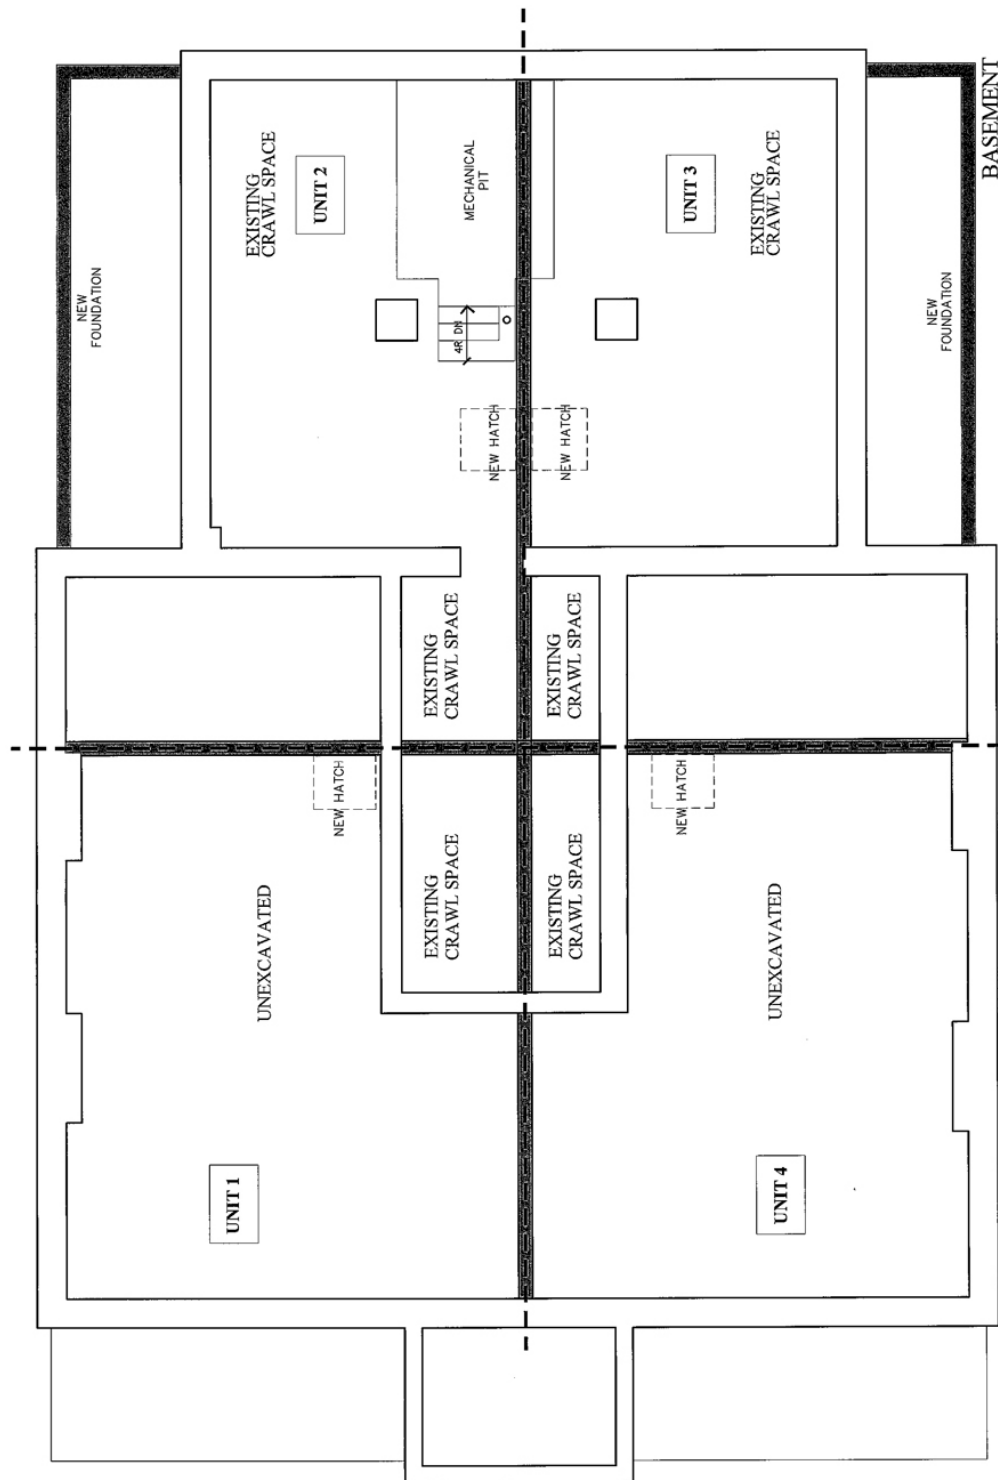 BASEMENT
NEW
FOUNDATION
EXISTING
CRAWL SPACE
UNIT 2
MECHANICAL
PIT
4R DN
NEW HATCH
NEW HATCH
UNIT 3
EXISTING
CRAWL SPACE
NEW
FOUNDATION
EXISTING
CRAWL SPACE
EXISTING
CRAWL SPACE
NEW HATCH
NEW HATCH
UNEXCAVATED
EXISTING
CRAWL SPACE
EXISTING
CRAWL SPACE
UNEXCAVATED
UNIT 1
UNIT 4